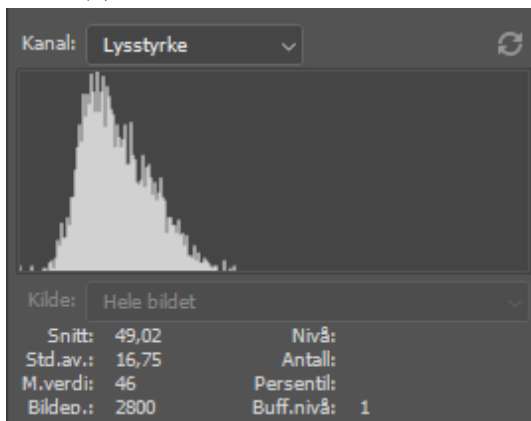 Kanal: Lysstyrke
Kilde: Hele bildet
Snitt: 49,02 Nivå:
Std.av.: 16,75 Antall:
M.verdi: 46 Persentil:
Bildep.: 2800 Buff.nivå: 1